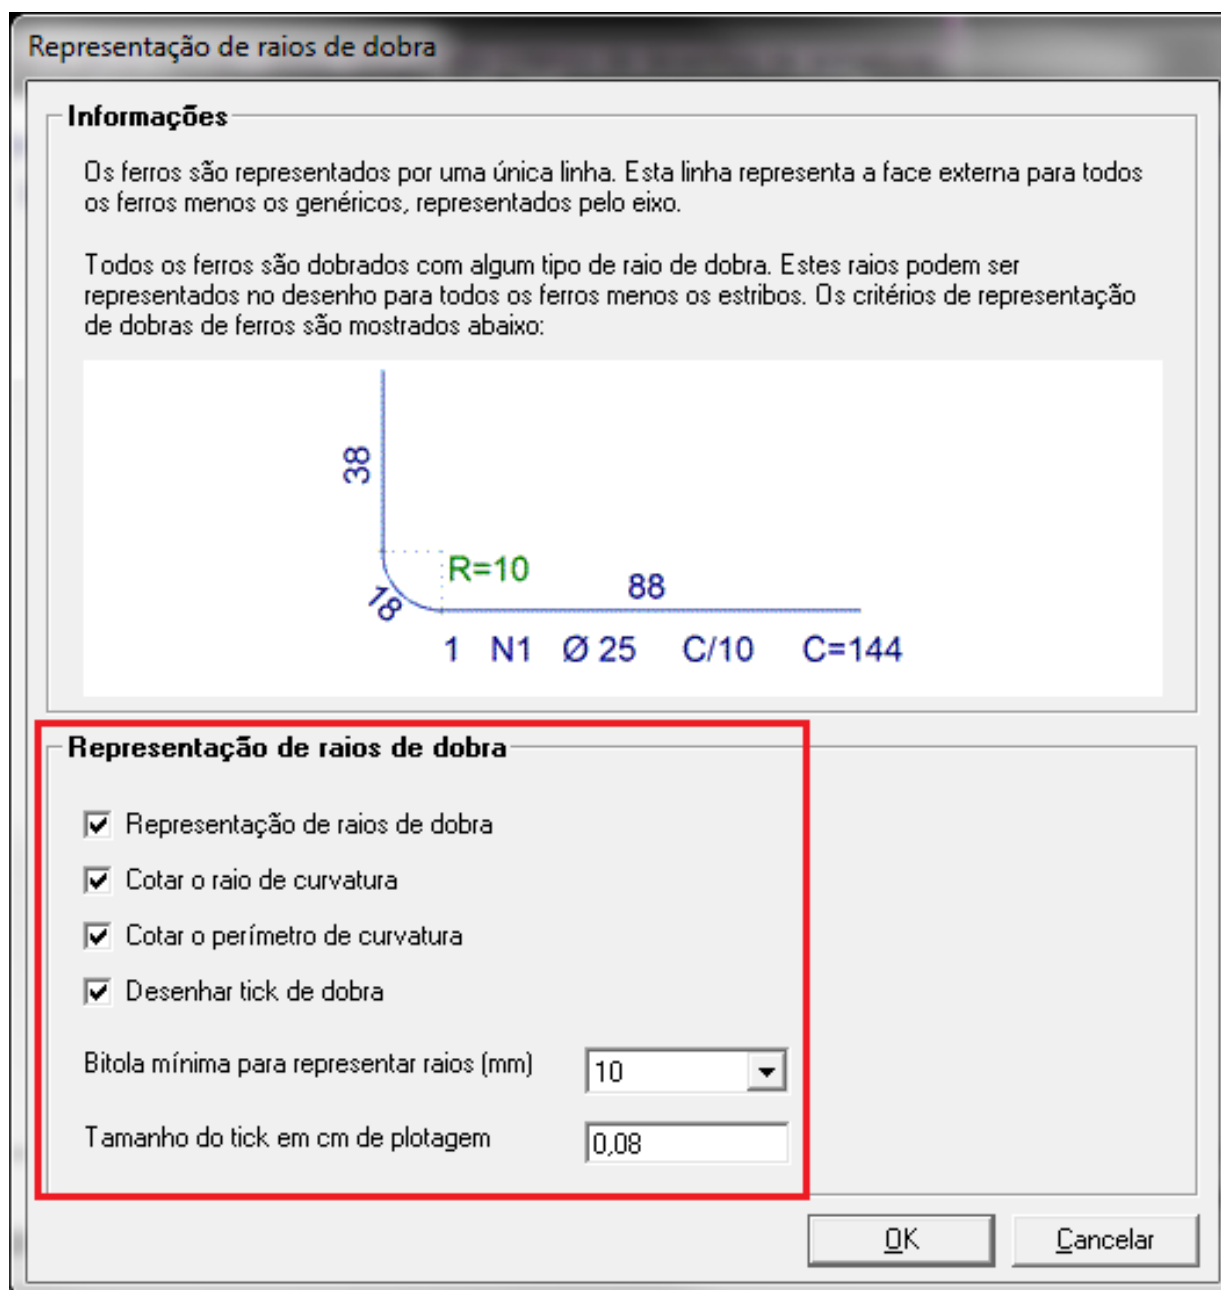 Representação de raios de dobra
Informações
Os ferros são representados por uma única linha. Esta linha representa a face externa para todos
os ferros menos os genéricos, representados pelo eixo.
Todos os ferros são dobrados com algum tipo de raio de dobra. Estes raios podem ser
representados no desenho para todos os ferros menos os estribos. Os critérios de representação
de dobras de ferros são mostrados abaixo:
38
R=10
88
18
1 N1 Ø 25 C/10 C=144
Representação de raios de dobra
Representação de raios de dobra
Cotar o raio de curvatura
Cotar o perímetro de curvatura
Desenhar tick de dobra
Bitola mínima para representar raios (mm)
10
Tamanho do tick em cm de plotagem
0,08
OK
Cancelar